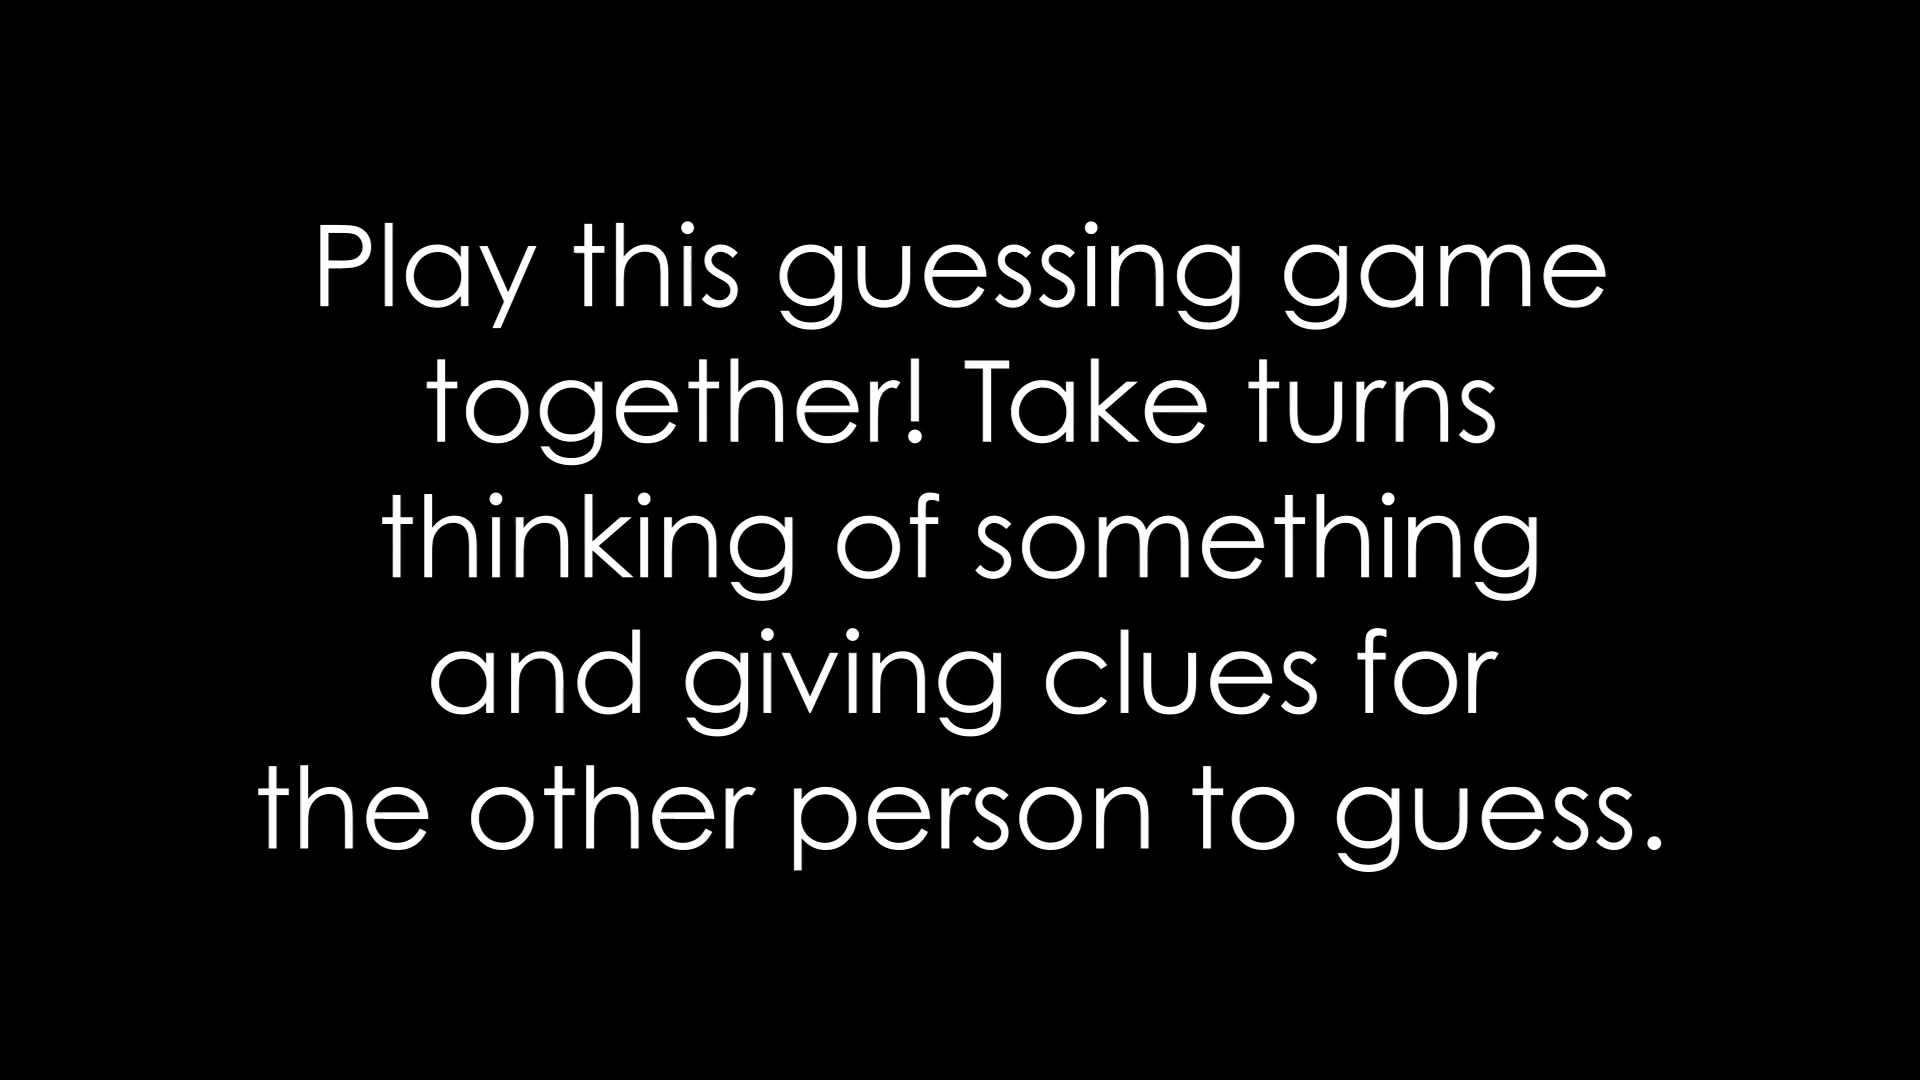 Play this guessing game
together! Take turns
thinking of something
and giving clues for
the other person to guess.